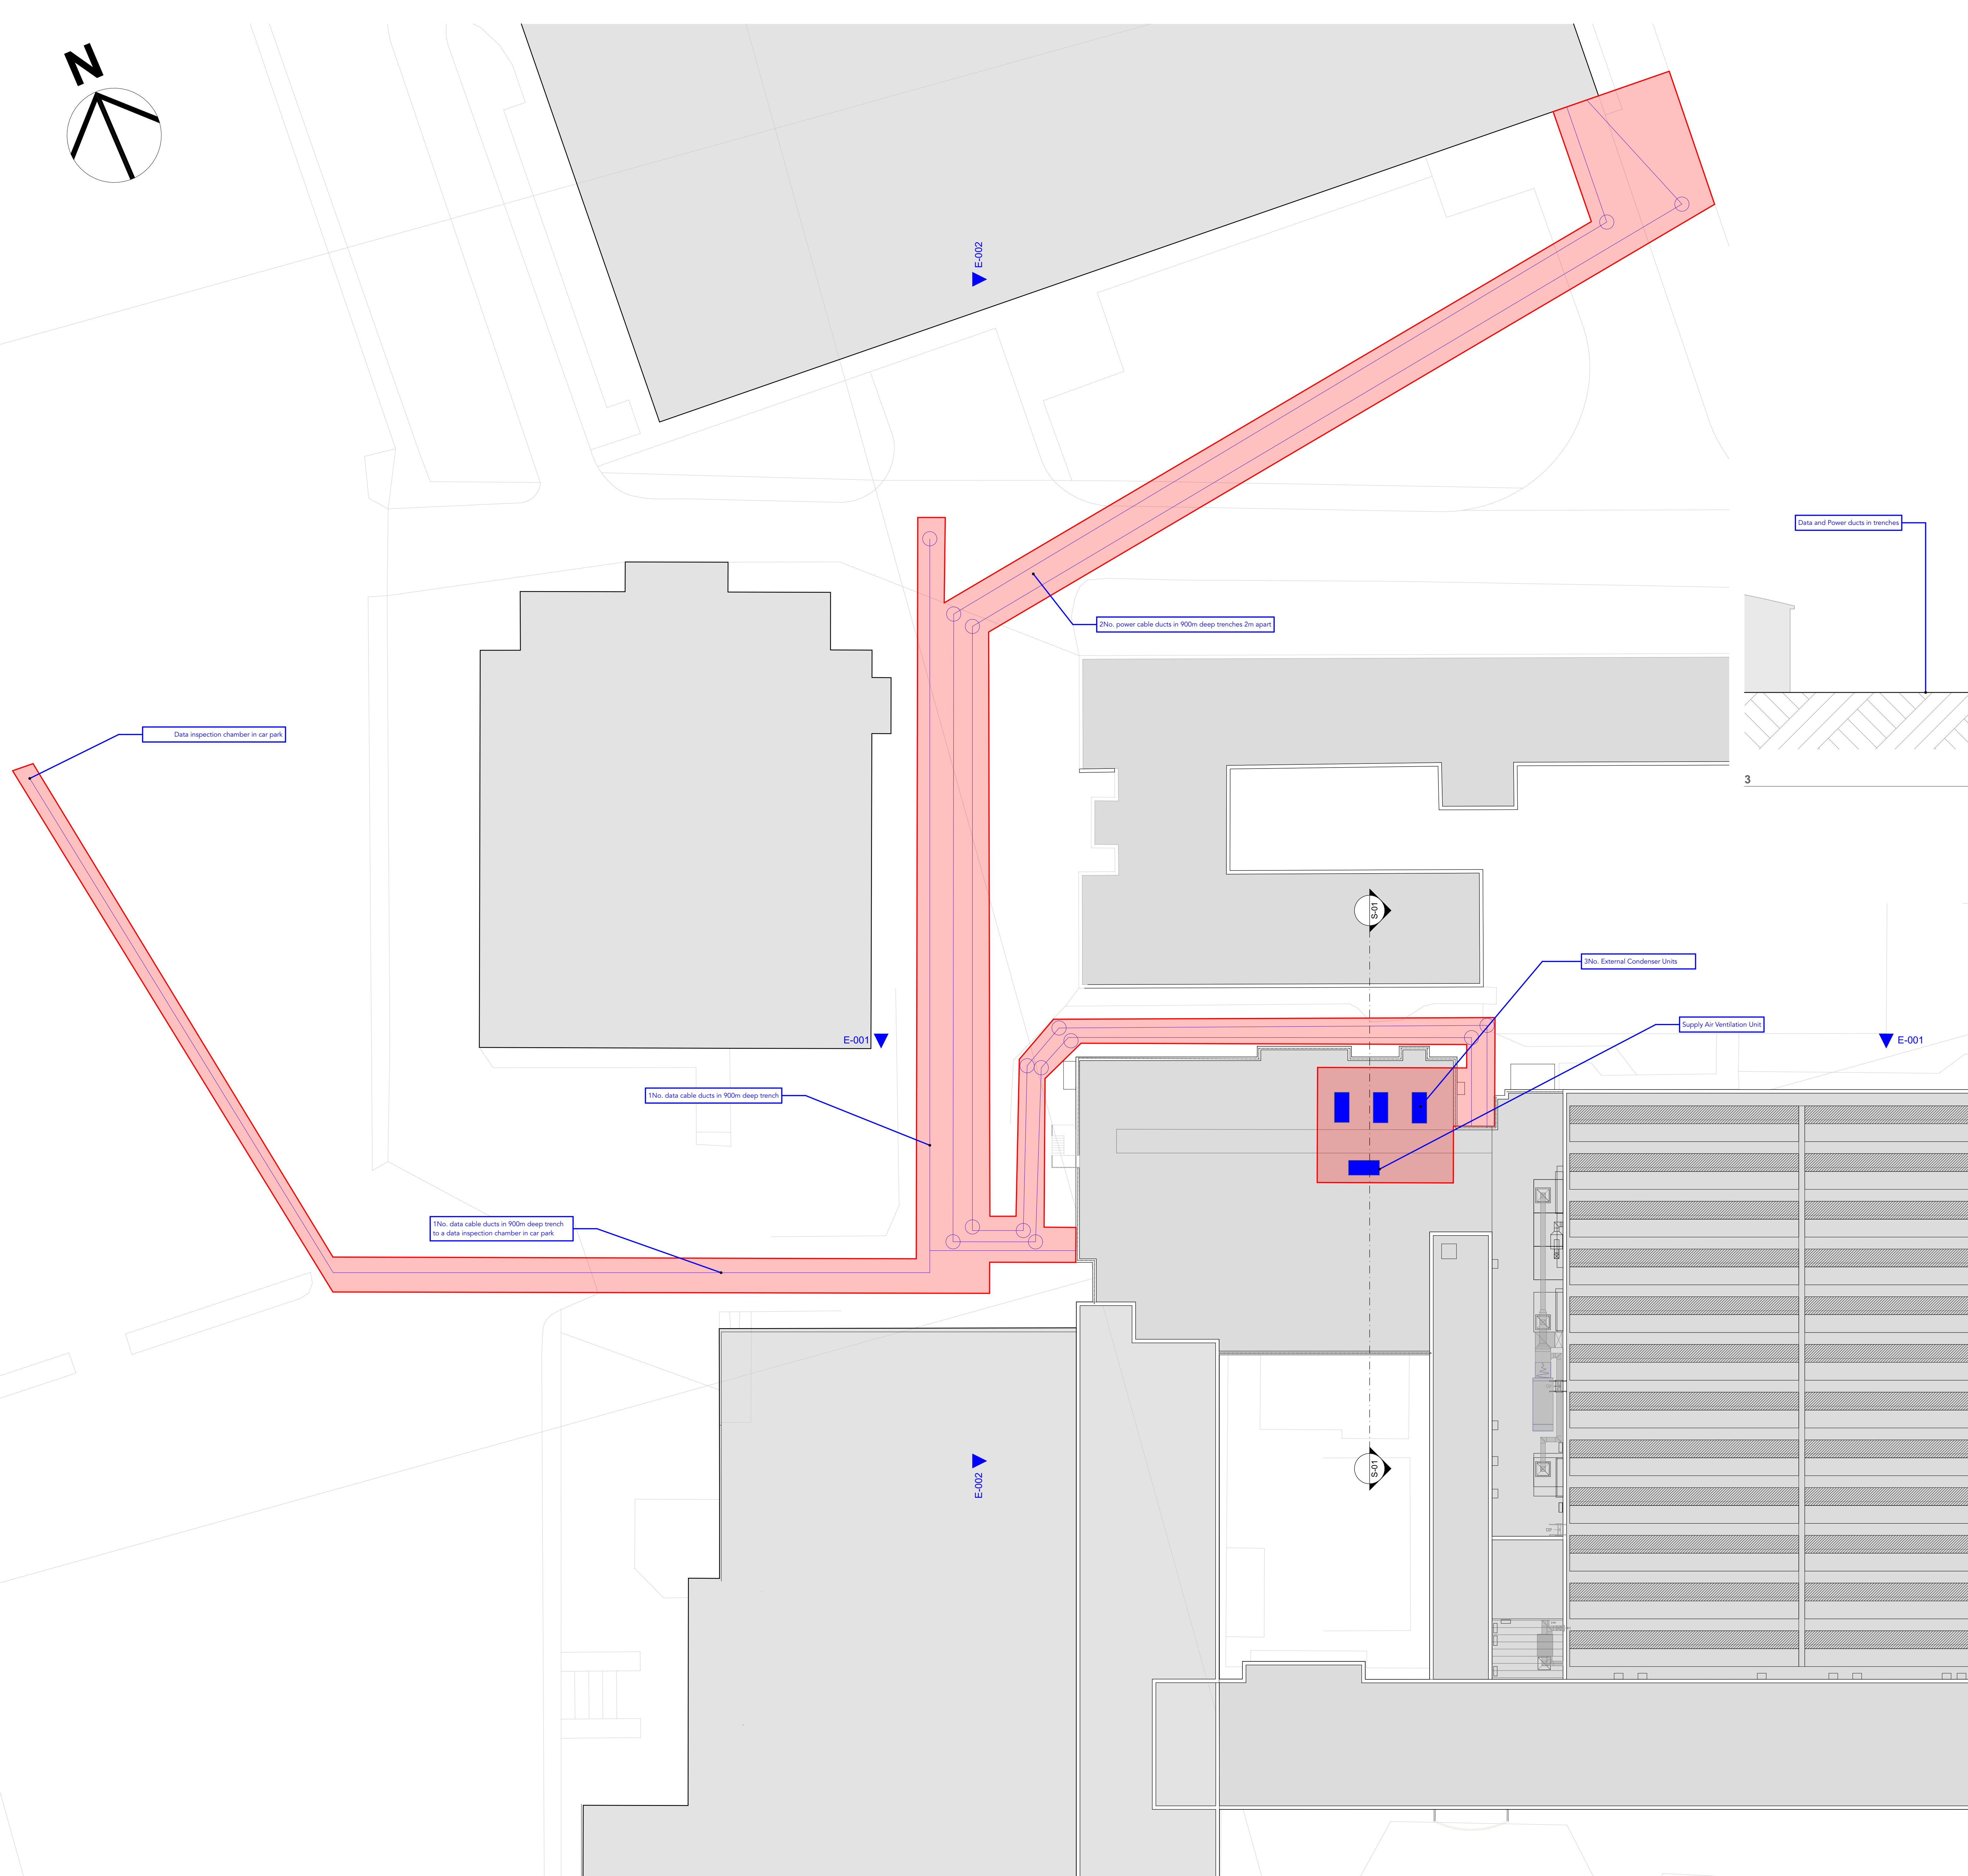 N
E-002
Data and Power ducts in trenches
2No. power cable ducts in 900m deep trenches 2m apart
Data inspection chamber in car park
3
S-01
3No. External Condenser Units
Supply Air Ventilation Unit
E-001
E-001
1No. data cable ducts in 900m deep trench
1No. data cable ducts in 900m deep trench
to a data inspection chamber in car park
E-002
S-01